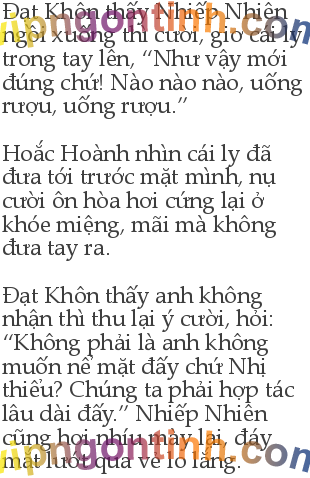 Đạt Khôn thấy Nhiếp Nhiên
ngồi xuống thì cười, giơ cái ly
trong tay lên, “Như vậy mới
đúng chứ! Nào nào nào, uống
rượu, uống rượu.”
Hoắc Hoành nhìn cái ly đã
đưa tới trước mặt mình, nụ
cười ôn hòa hơi cứng lại ở
khóe miệng, mãi mà không
đưa tay ra.
Đạt Khôn thấy anh không
nhận thì thu lại ý cười, hỏi:
“Không phải là anh không
muốn nể mặt đấy chứ Nhị
thiểu? Chúng ta phải hợp tác
lâu dài đấy.” Nhiếp Nhiên
cũng hơi nhíu mày lại, đáy
mắt lướt qua vẻ lo lắng.
vipngontinh.com
vipngontinh.com